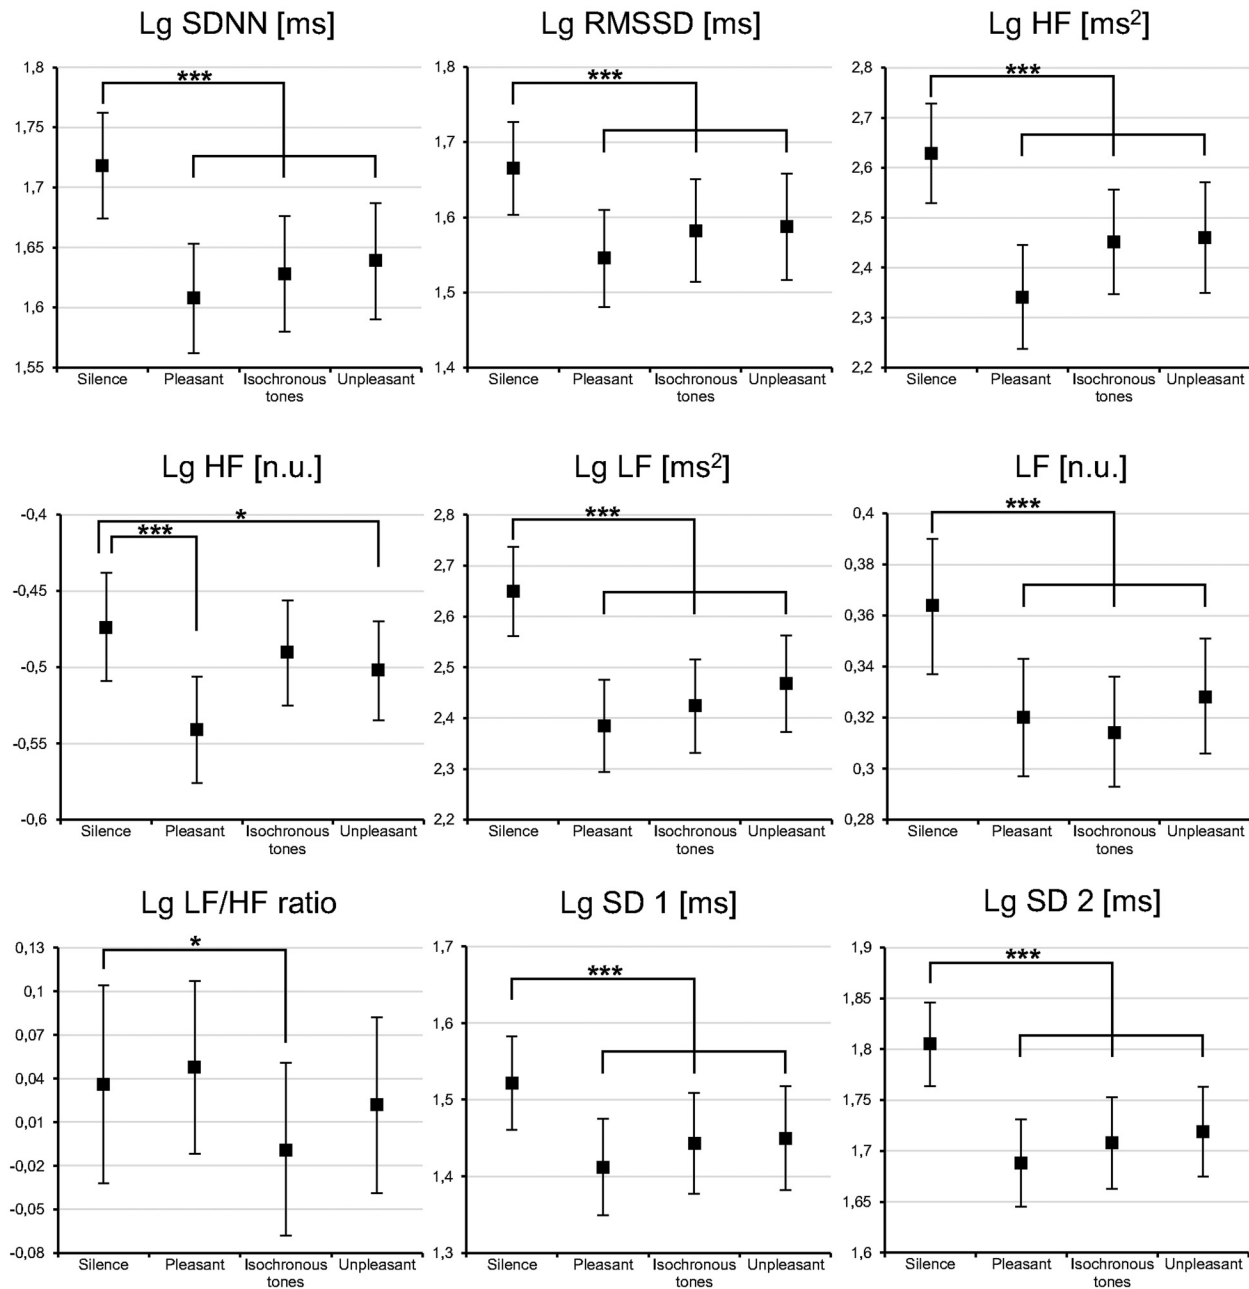 Lg SDNN [ms]
1,8
1,75
1,7
1,65
1,6
1,55
***
Silence Pleasant Isochronous Unpleasant
tones
Lg RMSSD [ms]
1,8
1,7
1,6
1,5
1,4
***
Silence Pleasant Isochronous Unpleasant
tones
Lg HF [ms²]
2,8
2,7
2,6
2,5
2,4
2,3
2,2
***
Silence Pleasant Isochronous Unpleasant
tones
Lg HF [n.u.]
-0,4
-0,45
-0,5
-0,55
-0,6
*
***
Silence Pleasant Isochronous Unpleasant
tones
Lg LF [ms²]
2,8
2,7
2,6
2,5
2,4
2,3
2,2
***
Silence Pleasant Isochronous Unpleasant
tones
LF [n.u.]
0,4
0,38
0,36
0,34
0,32
0,3
0,28
***
Silence Pleasant Isochronous Unpleasant
tones
Lg LF/HF ratio
0,13
0,1
0,07
0,04
0,01
-0,02
-0,05
-0,08
*
Silence Pleasant Isochronous Unpleasant
tones
Lg SD 1 [ms]
1,7
1,6
1,5
1,4
1,3
***
Silence Pleasant Isochronous Unpleasant
tones
Lg SD 2 [ms]
1,9
1,85
1,8
1,75
1,7
1,65
1,6
***
Silence Pleasant Isochronous Unpleasant
tones